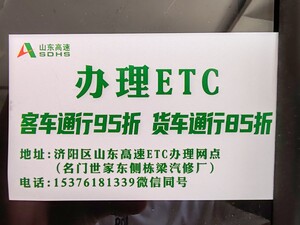 山东高速
SDHS
办理ETC
客车通行95折 货车通行85折
地址:济阳区山东高速ETC办理网点
(名门世家东侧栋梁汽修厂)
电话:15376181339微信同号